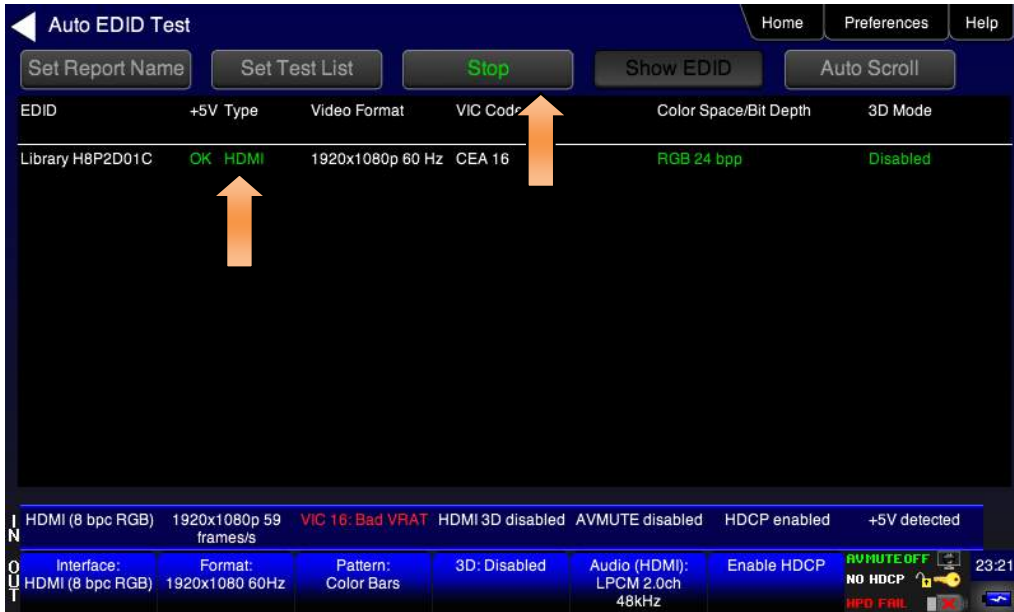 Auto EDID Test
Home Preferences Help
Set Report Name Set Test List Stop Show EDID Auto Scroll
EDID +5V Type Video Format VIC Code Color Space/Bit Depth 3D Mode
Library H8P2D01C OK HDMI 1920x1080p 60 Hz CEA 16 RGB 24 bpp Disabled
IN HDMI (8 bpc RGB) 1920x1080p 59 VIC 16: Bad VRAT HDMI 3D disabled AVMUTE disabled HDCP enabled +5V detected
frames/s
OUT Interface: Format: Pattern: 3D: Disabled Audio (HDMI): Enable HDCP AVMUTE OFF 23:21
HDMI (8 bpc RGB) 1920x1080 60Hz Color Bars LPCM 2.0ch NO HDCP
48kHz HPD FAIL